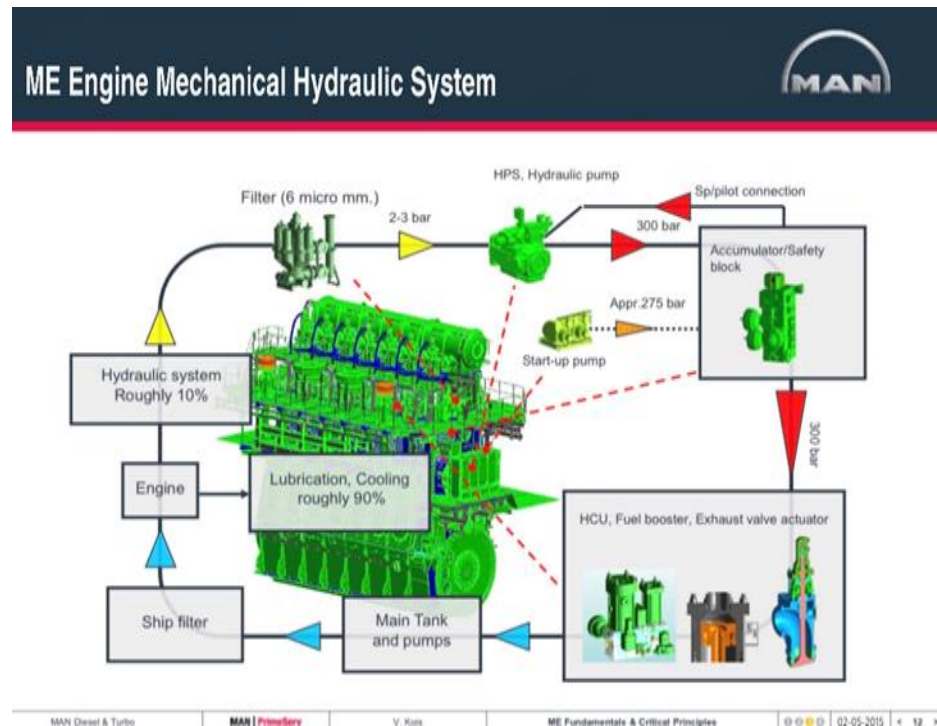 ME Engine Mechanical Hydraulic System
MAN
HPS, Hydraulic pump
Sp/pilot connection
Filter (6 micro mm.)
2-3 bar
300 bar
Accumulator/Safety
block
Appr.275 bar
Start-up pump
Hydraulic system
Roughly 10%
300 bar
Engine
Lubrication, Cooling
roughly 90%
HCU, Fuel booster, Exhaust valve actuator
Ship filter
Main Tank
and pumps
MAN Diesel & Turbo
MAN | PrimeServ
V. Kuis
ME Fundamentals & Critical Principles
02-05-2015
< 12